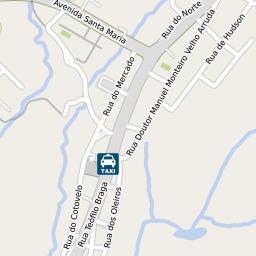 Avenida Santa Maria
Rua do Norte
Rua de Hudson
Rua do Mercado
Rua Doutor Manuel Monteiro Velho Arruda
TAXI
Rua do Cotovelo
Rua Teófilo Braga
Rua dos Oleiros